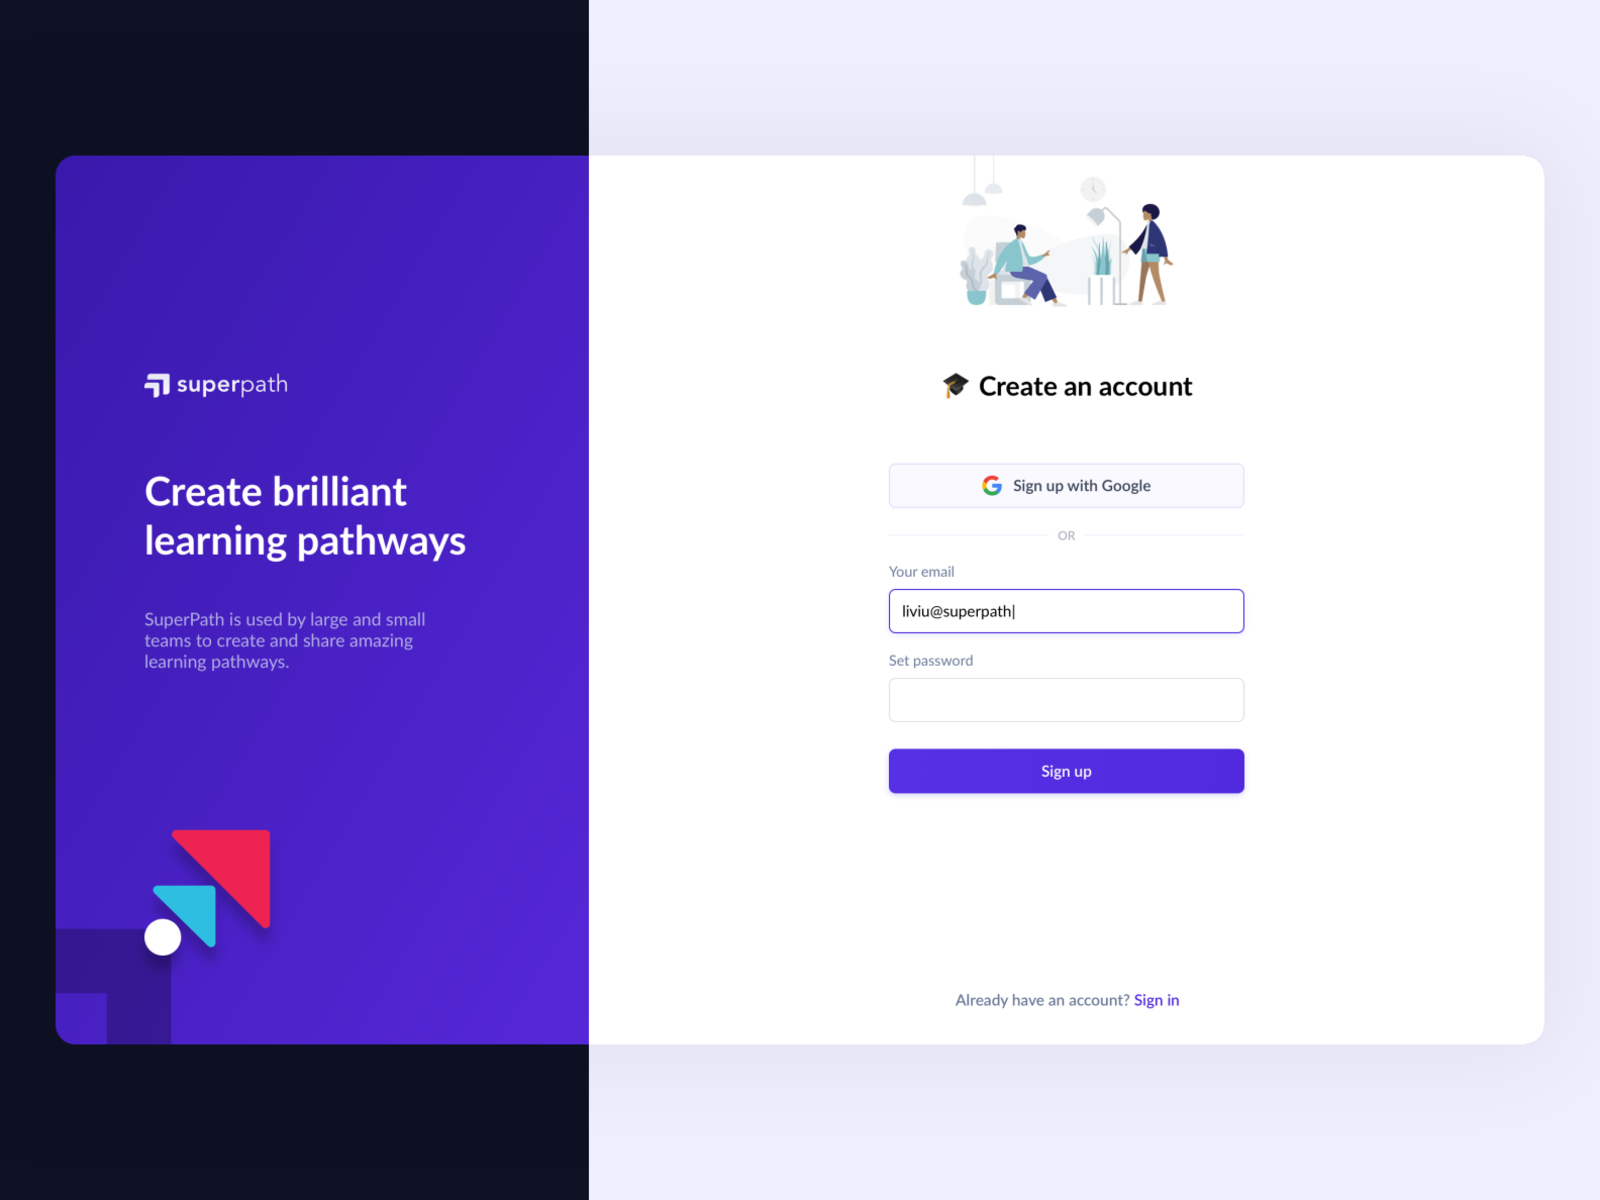 superpath
Create brilliant
learning pathways
SuperPath is used by large and small
teams to create and share amazing
learning pathways.
Create an account
Sign up with Google
OR
Your email
liviu@superpath
Set password
Sign up
Already have an account? Sign in